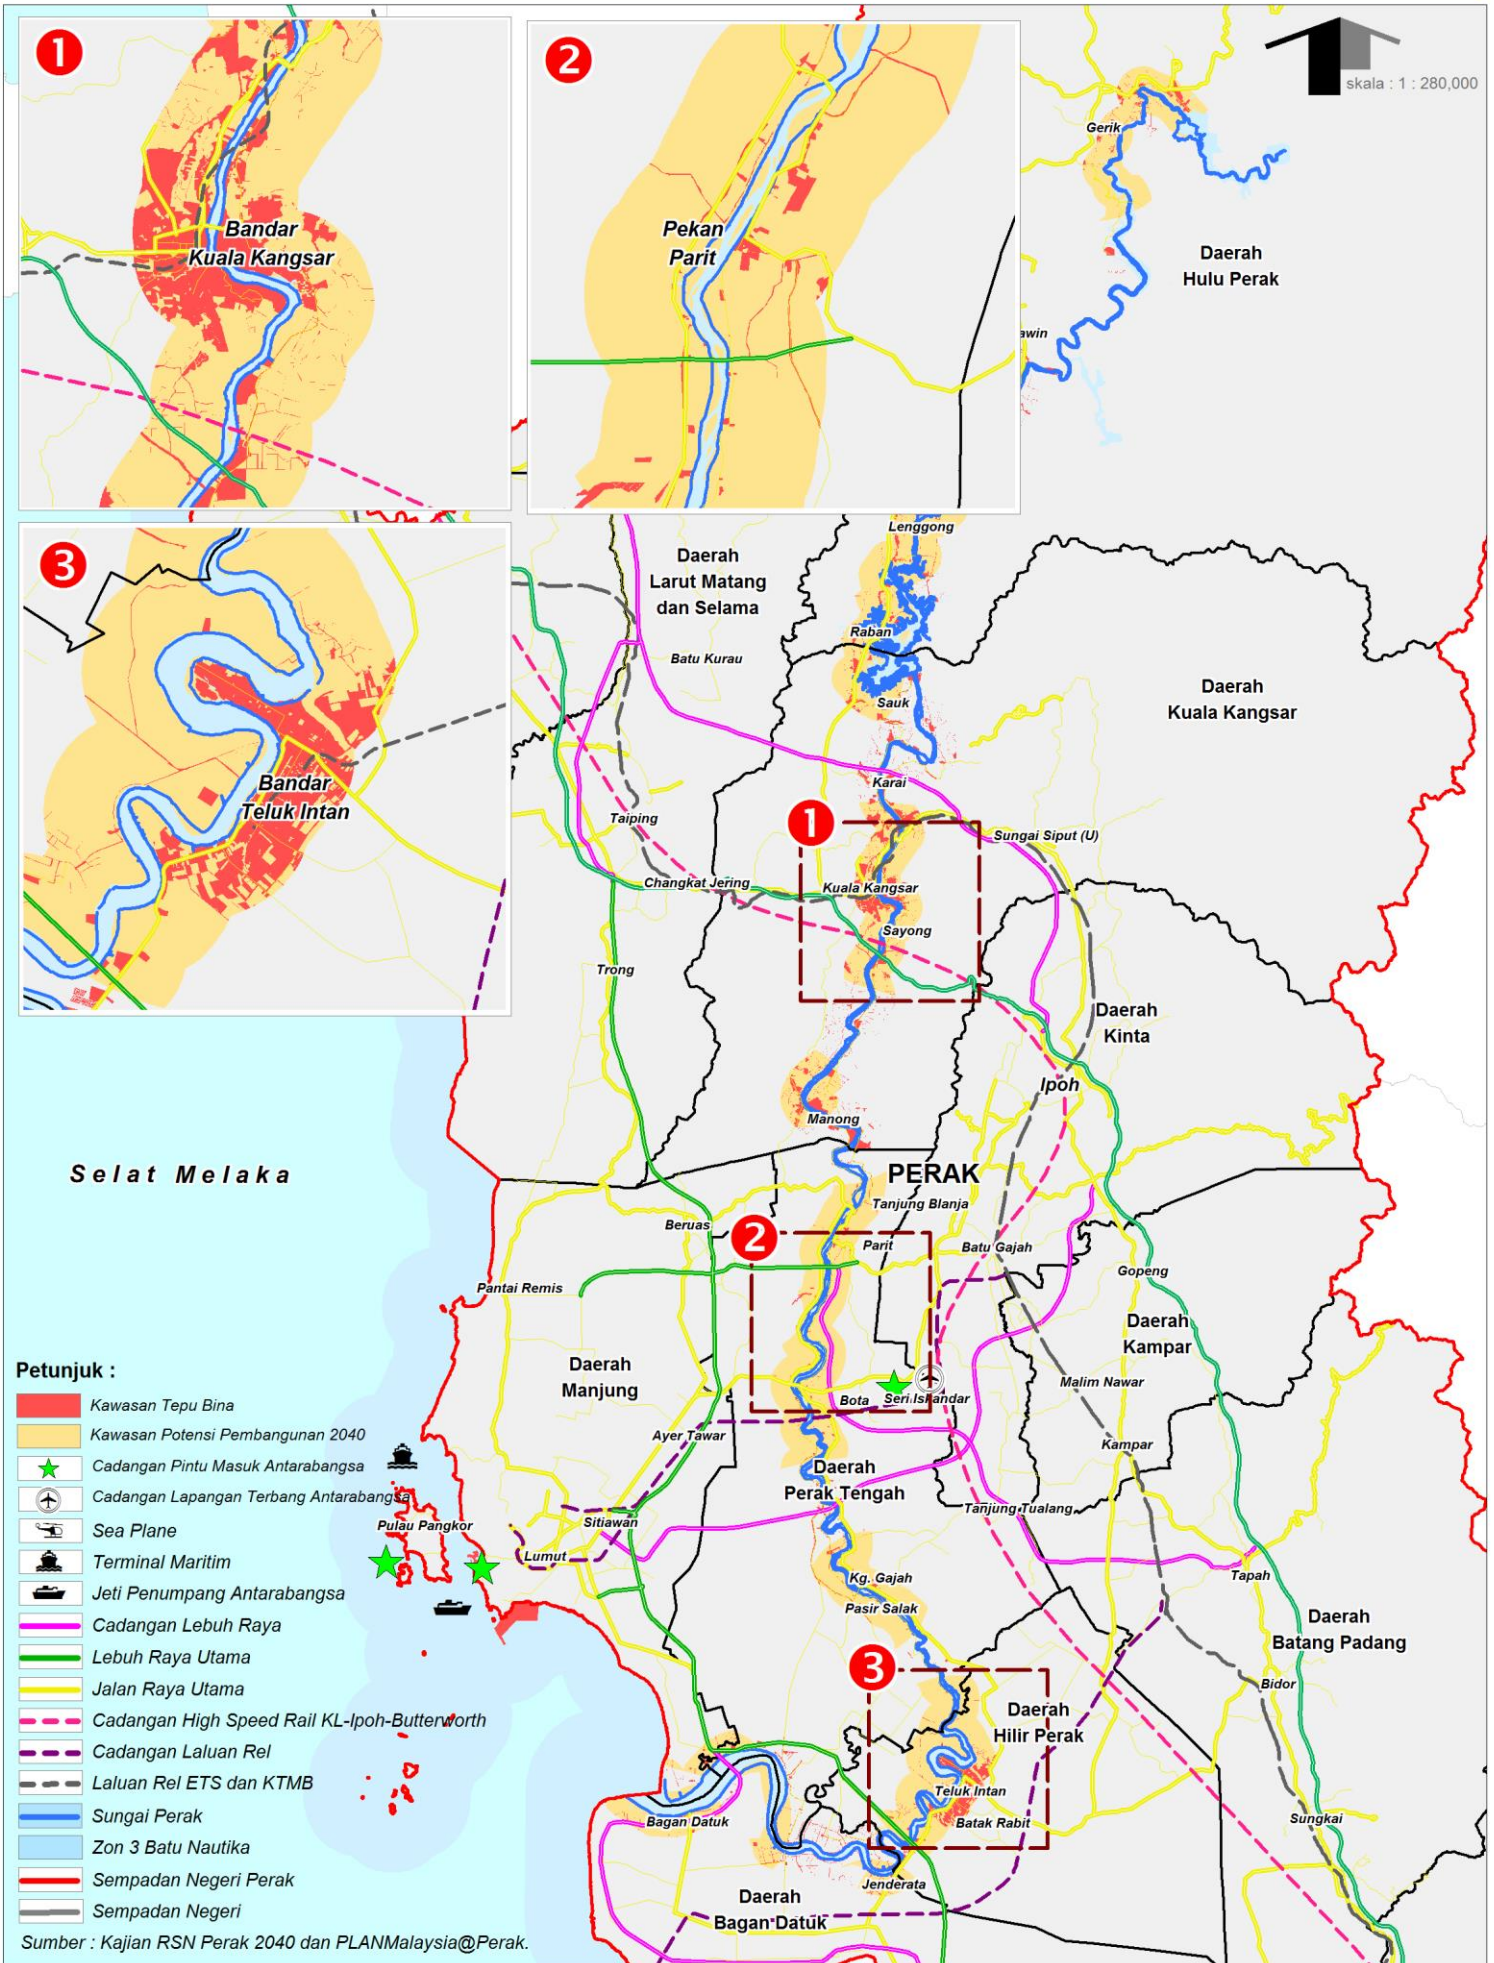 1
Bandar
Kuala Kangsar
2
Pekan
Parit
skala : 1 : 280,000
Gerik
Daerah
Hulu Perak
awin
3
Bandar
Teluk Intan
Lenggong
Daerah
Larut Matang
dan Selama
Raban
Batu Kurau
Daerah
Kuala Kangsar
Sauk
Karai
Taiping
1
Sungai Siput (U)
Changkat Jering
Kuala Kangsar
Sayong
Trong
Daerah
Kinta
Ipoh
Manong
Selat Melaka
PERAK
Tanjung Blanja
Beruas
2
Parit
Batu Gajah
Pantai Remis
Gopeng
Daerah
Kampar
Daerah
Manjung
Malim Nawar
Bota
Seri Iskandar
Ayer Tawar
Kampar
Daerah
Perak Tengah
Tanjung Tualang
Pulau Pangkor
Sitiawan
Lumut
Kg. Gajah
Tapah
Pasir Salak
Daerah
Batang Padang
3
Bidor
Daerah
Hilir Perak
Teluk Intan
Bagan Datuk
Batak Rabit
Sungkai
Jenderata
Daerah
Bagan Datuk
Petunjuk :
Kawasan Tepu Bina
Kawasan Potensi Pembangunan 2040
Cadangan Pintu Masuk Antarabangsa
Cadangan Lapangan Terbang Antarabangsa
Sea Plane
Terminal Maritim
Jeti Penumpang Antarabangsa
Cadangan Lebuh Raya
Lebuh Raya Utama
Jalan Raya Utama
Cadangan High Speed Rail KL-Ipoh-Butterworth
Cadangan Laluan Rel
Laluan Rel ETS dan KTMB
Sungai Perak
Zon 3 Batu Nautika
Sempadan Negeri Perak
Sempadan Negeri
Sumber : Kajian RSN Perak 2040 dan PLANMalaysia@Perak.